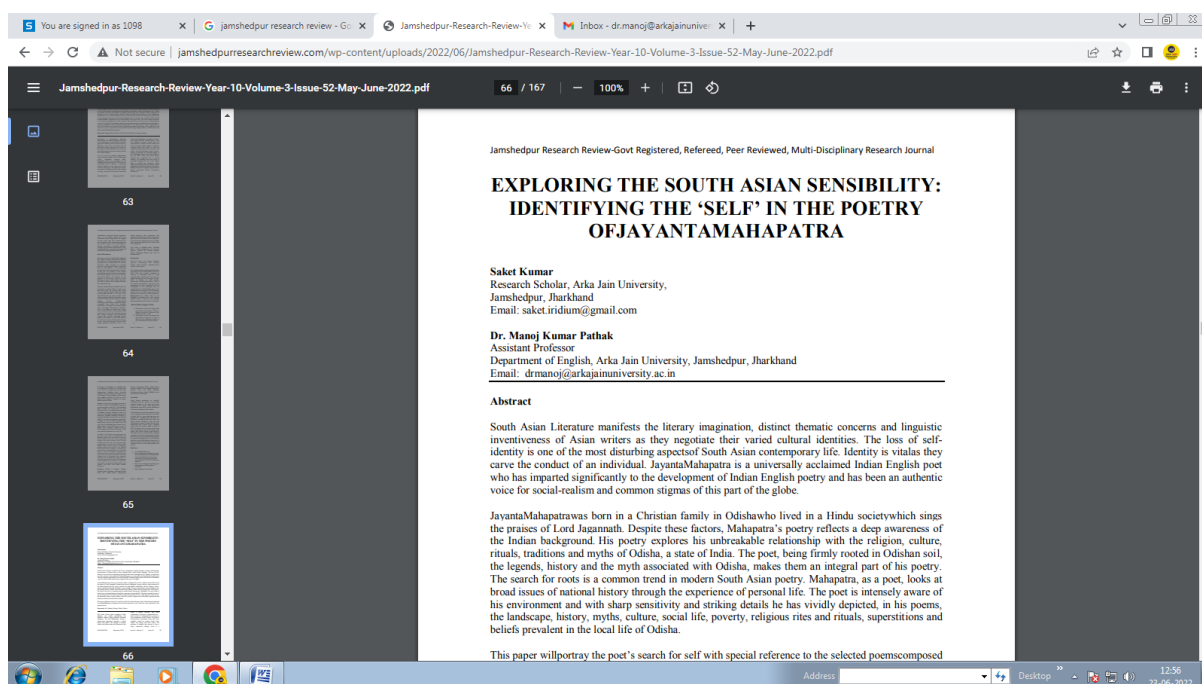 You are signed in as 1098
jamshedpur research review - Go
Jamshedpur-Research-Review-Ye
Inbox - dr.manoj@arkajainuniver
Not secure | jamshedpurresearchreview.com/wp-content/uploads/2022/06/Jamshedpur-Research-Review-Year-10-Volume-3-Issue-52-May-June-2022.pdf
Jamshedpur-Research-Review-Year-10-Volume-3-Issue-52-May-June-2022.pdf
66 / 167 | − 100% +
63
64
65
66
Jamshedpur Research Review-Govt Registered, Refereed, Peer Reviewed, Multi-Disciplinary Research Journal
EXPLORING THE SOUTH ASIAN SENSIBILITY:
IDENTIFYING THE ‘SELF’ IN THE POETRY
OFJAYANTAMAHAPATRA
Saket Kumar
Research Scholar, Arka Jain University,
Jamshedpur, Jharkhand
Email: saket.iridium@gmail.com
Dr. Manoj Kumar Pathak
Assistant Professor
Department of English, Arka Jain University, Jamshedpur, Jharkhand
Email: drmanoj@arkajainuniversity.ac.in
Abstract
South Asian Literature manifests the literary imagination, distinct thematic concerns and linguistic
inventiveness of Asian writers as they negotiate their varied cultural identities. The loss of self-
identity is one of the most disturbing aspectsof South Asian contemporary life. Identity is vitalas they
carve the conduct of an individual. JayantaMahapatra is a universally acclaimed Indian English poet
who has imparted significantly to the development of Indian English poetry and has been an authentic
voice for social-realism and common stigmas of this part of the globe.
JayantaMahapatrawas born in a Christian family in Odishawho lived in a Hindu societywhich sings
the praises of Lord Jagannath. Despite these factors, Mahapatra’s poetry reflects a deep awareness of
the Indian background. His poetry explores his unbreakable relationship with the religion, culture,
rituals, traditions and myths of Odisha, a state of India. The poet, being firmly rooted in Odishan soil,
the legends, history and the myth associated with Odisha, makes them an integral part of his poetry.
The search for roots is a common trend in modern South Asian poetry. Mahapatra, as a poet, looks at
broad issues of national history through the experience of personal life. The poet is intensely aware of
his environment and with sharp sensitivity and striking details he has vividly depicted, in his poems,
the landscape, history, myths, culture, social life, poverty, religious rites and rituals, superstitions and
beliefs prevalent in the local life of Odisha.
This paper willportray the poet’s search for self with special reference to the selected poemscomposed
Address
Desktop
12:56
23-06-2022